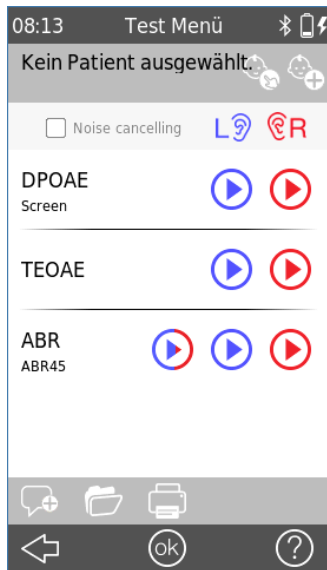 08:13 Test Menü
Kein Patient ausgewählt.
Noise cancelling L R
DPOAE
Screen
TEOAE
ABR
ABR45
ok ?